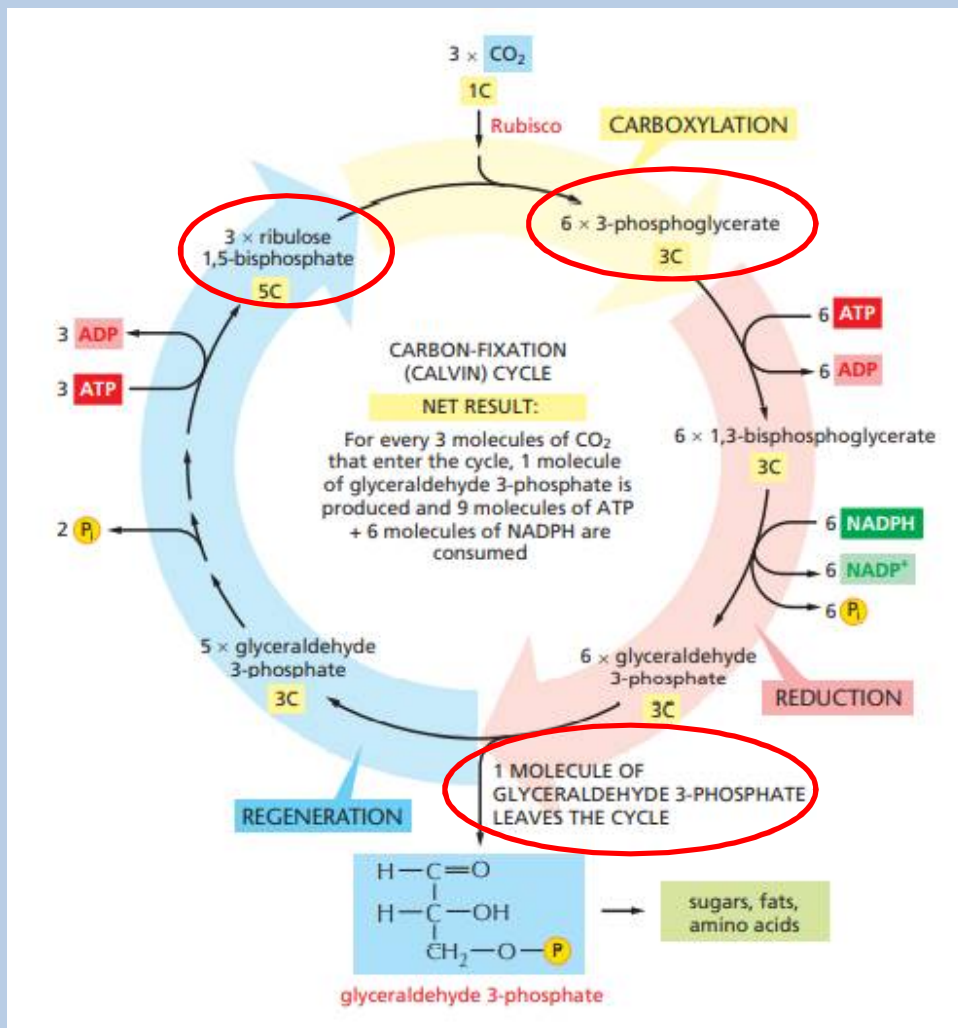 3 × CO₂
1C
Rubisco
CARBOXYLATION
3 × ribulose
1,5-bisphosphate
5C
6 × 3-phosphoglycerate
3C
3 ADP
3 ATP
6 ATP
6 ADP
CARBON-FIXATION
(CALVIN) CYCLE
NET RESULT:
For every 3 molecules of CO₂
that enter the cycle, 1 molecule
of glyceraldehyde 3-phosphate is
produced and 9 molecules of ATP
+ 6 molecules of NADPH are
consumed
6 × 1,3-bisphosphoglycerate
3C
2 Pi
6 NADPH
6 NADP⁺
6 Pi
5 × glyceraldehyde
3-phosphate
3C
6 × glyceraldehyde
3-phosphate
3C
REDUCTION
REGENERATION
1 MOLECULE OF
GLYCERALDEHYDE 3-PHOSPHATE
LEAVES THE CYCLE
H—C=O
H—C—OH
CH₂—O—P
sugars, fats,
amino acids
glyceraldehyde 3-phosphate